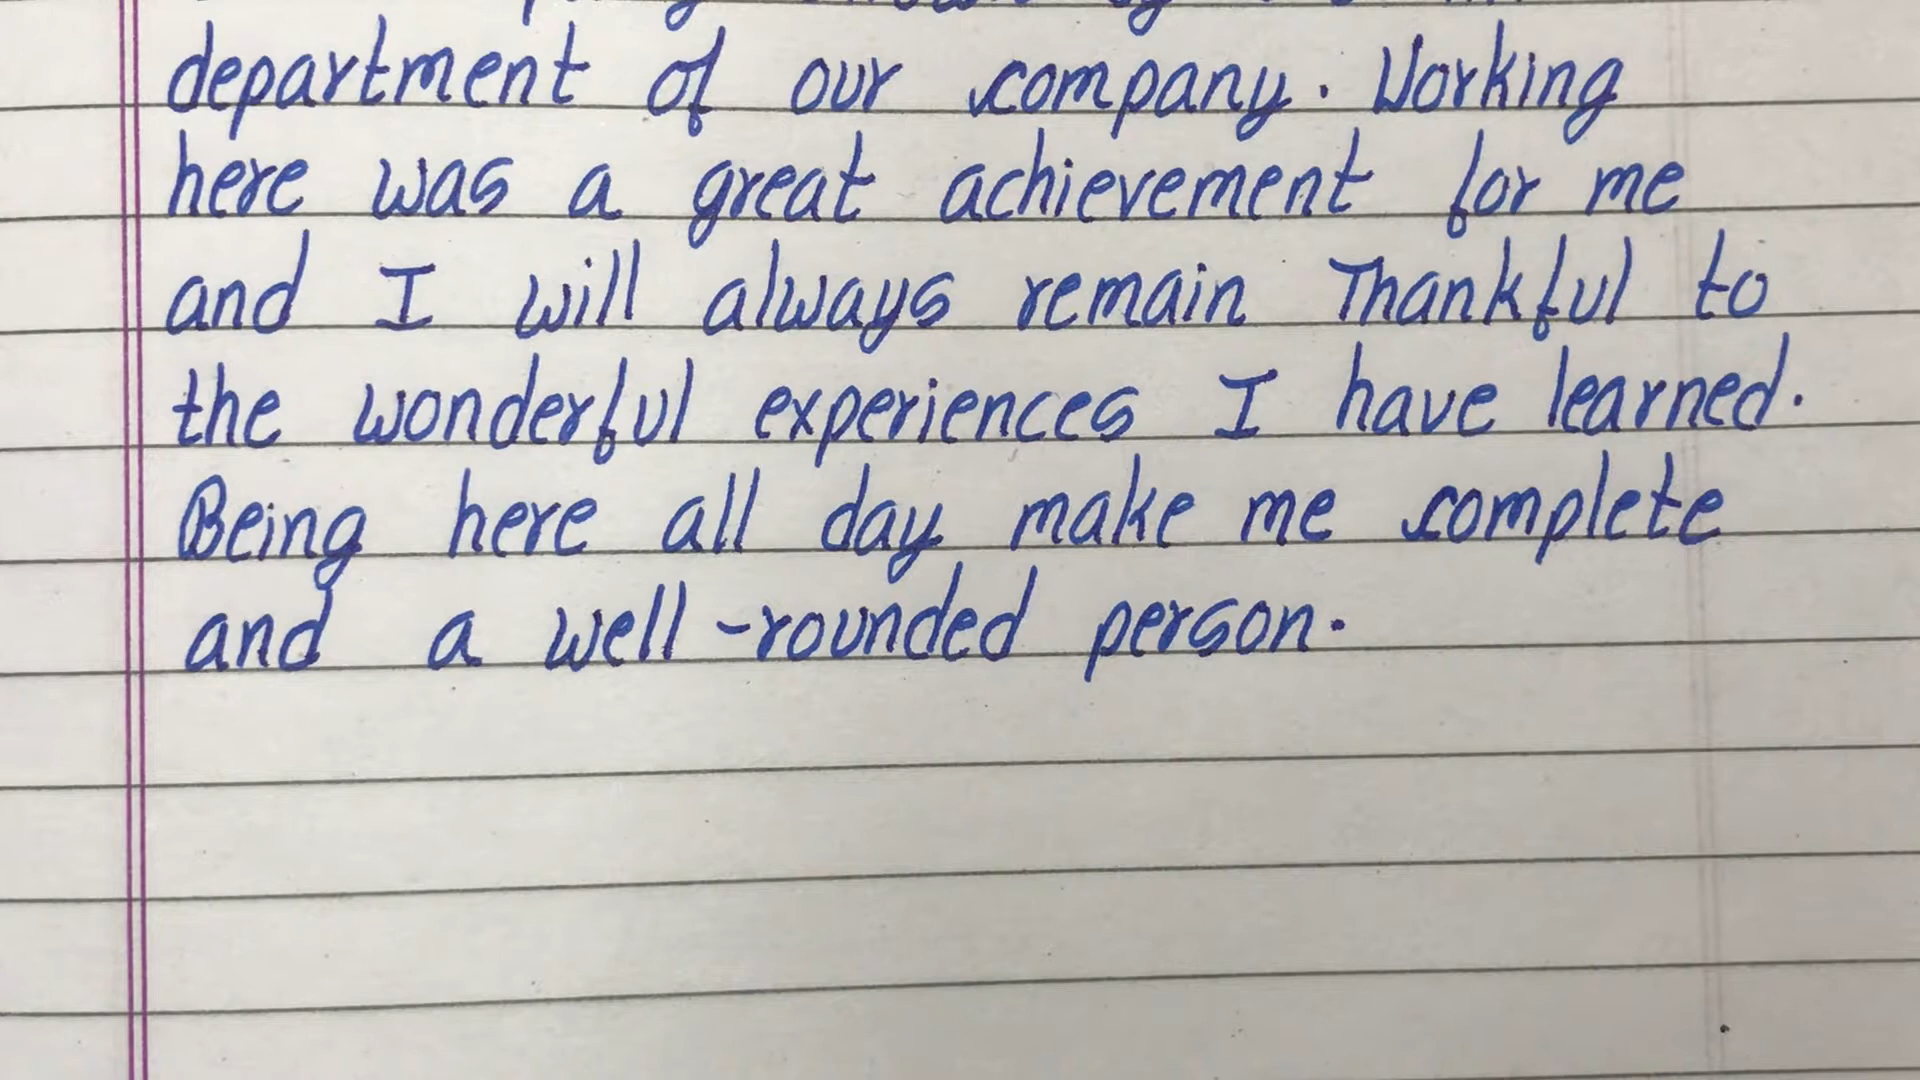 department of our company. Working
here was a great achievement for me
and I will always remain Thankful to
the wonderful experiences I have learned.
Being here all day make me complete
and a well-rounded person.